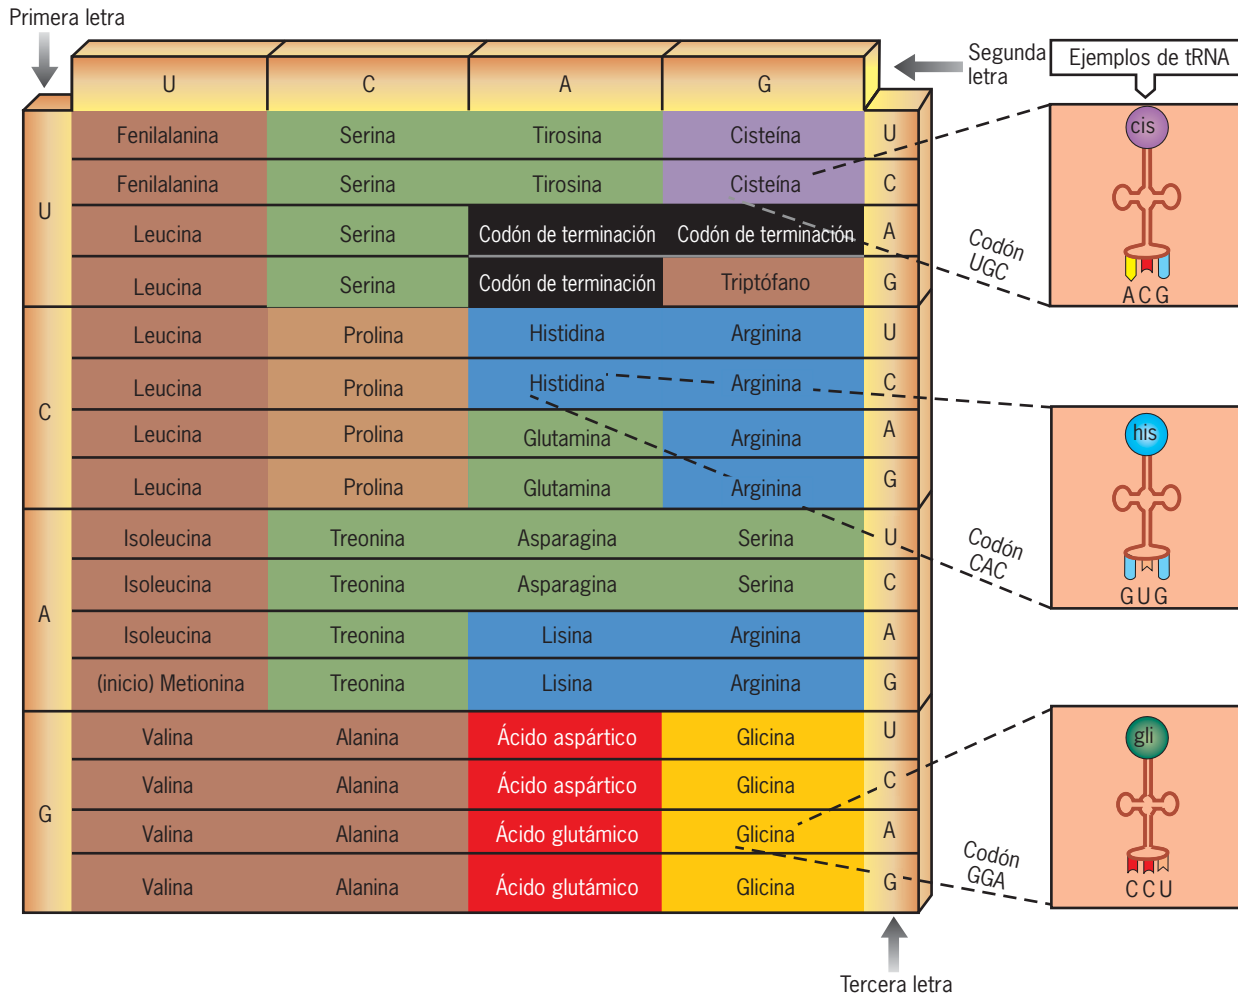 Primera letra
Segunda
letra
Ejemplos de tRNA
U C A G
U
Fenilalanina Serina Tirosina Cisteína U
Fenilalanina Serina Tirosina Cisteína C
Leucina Serina Codón de terminación Codón de terminación A
Leucina Serina Codón de terminación Triptófano G
C
Leucina Prolina Histidina Arginina U
Leucina Prolina Histidina Arginina C
Leucina Prolina Glutamina Arginina A
Leucina Prolina Glutamina Arginina G
A
Isoleucina Treonina Asparagina Serina U
Isoleucina Treonina Asparagina Serina C
Isoleucina Treonina Lisina Arginina A
(inicio) Metionina Treonina Lisina Arginina G
G
Valina Alanina Ácido aspártico Glicina U
Valina Alanina Ácido aspártico Glicina C
Valina Alanina Ácido glutámico Glicina A
Valina Alanina Ácido glutámico Glicina G
Tercera letra
cis
Codón
UGC
ACG
his
Codón
CAC
GUG
gli
Codón
GGA
CCU